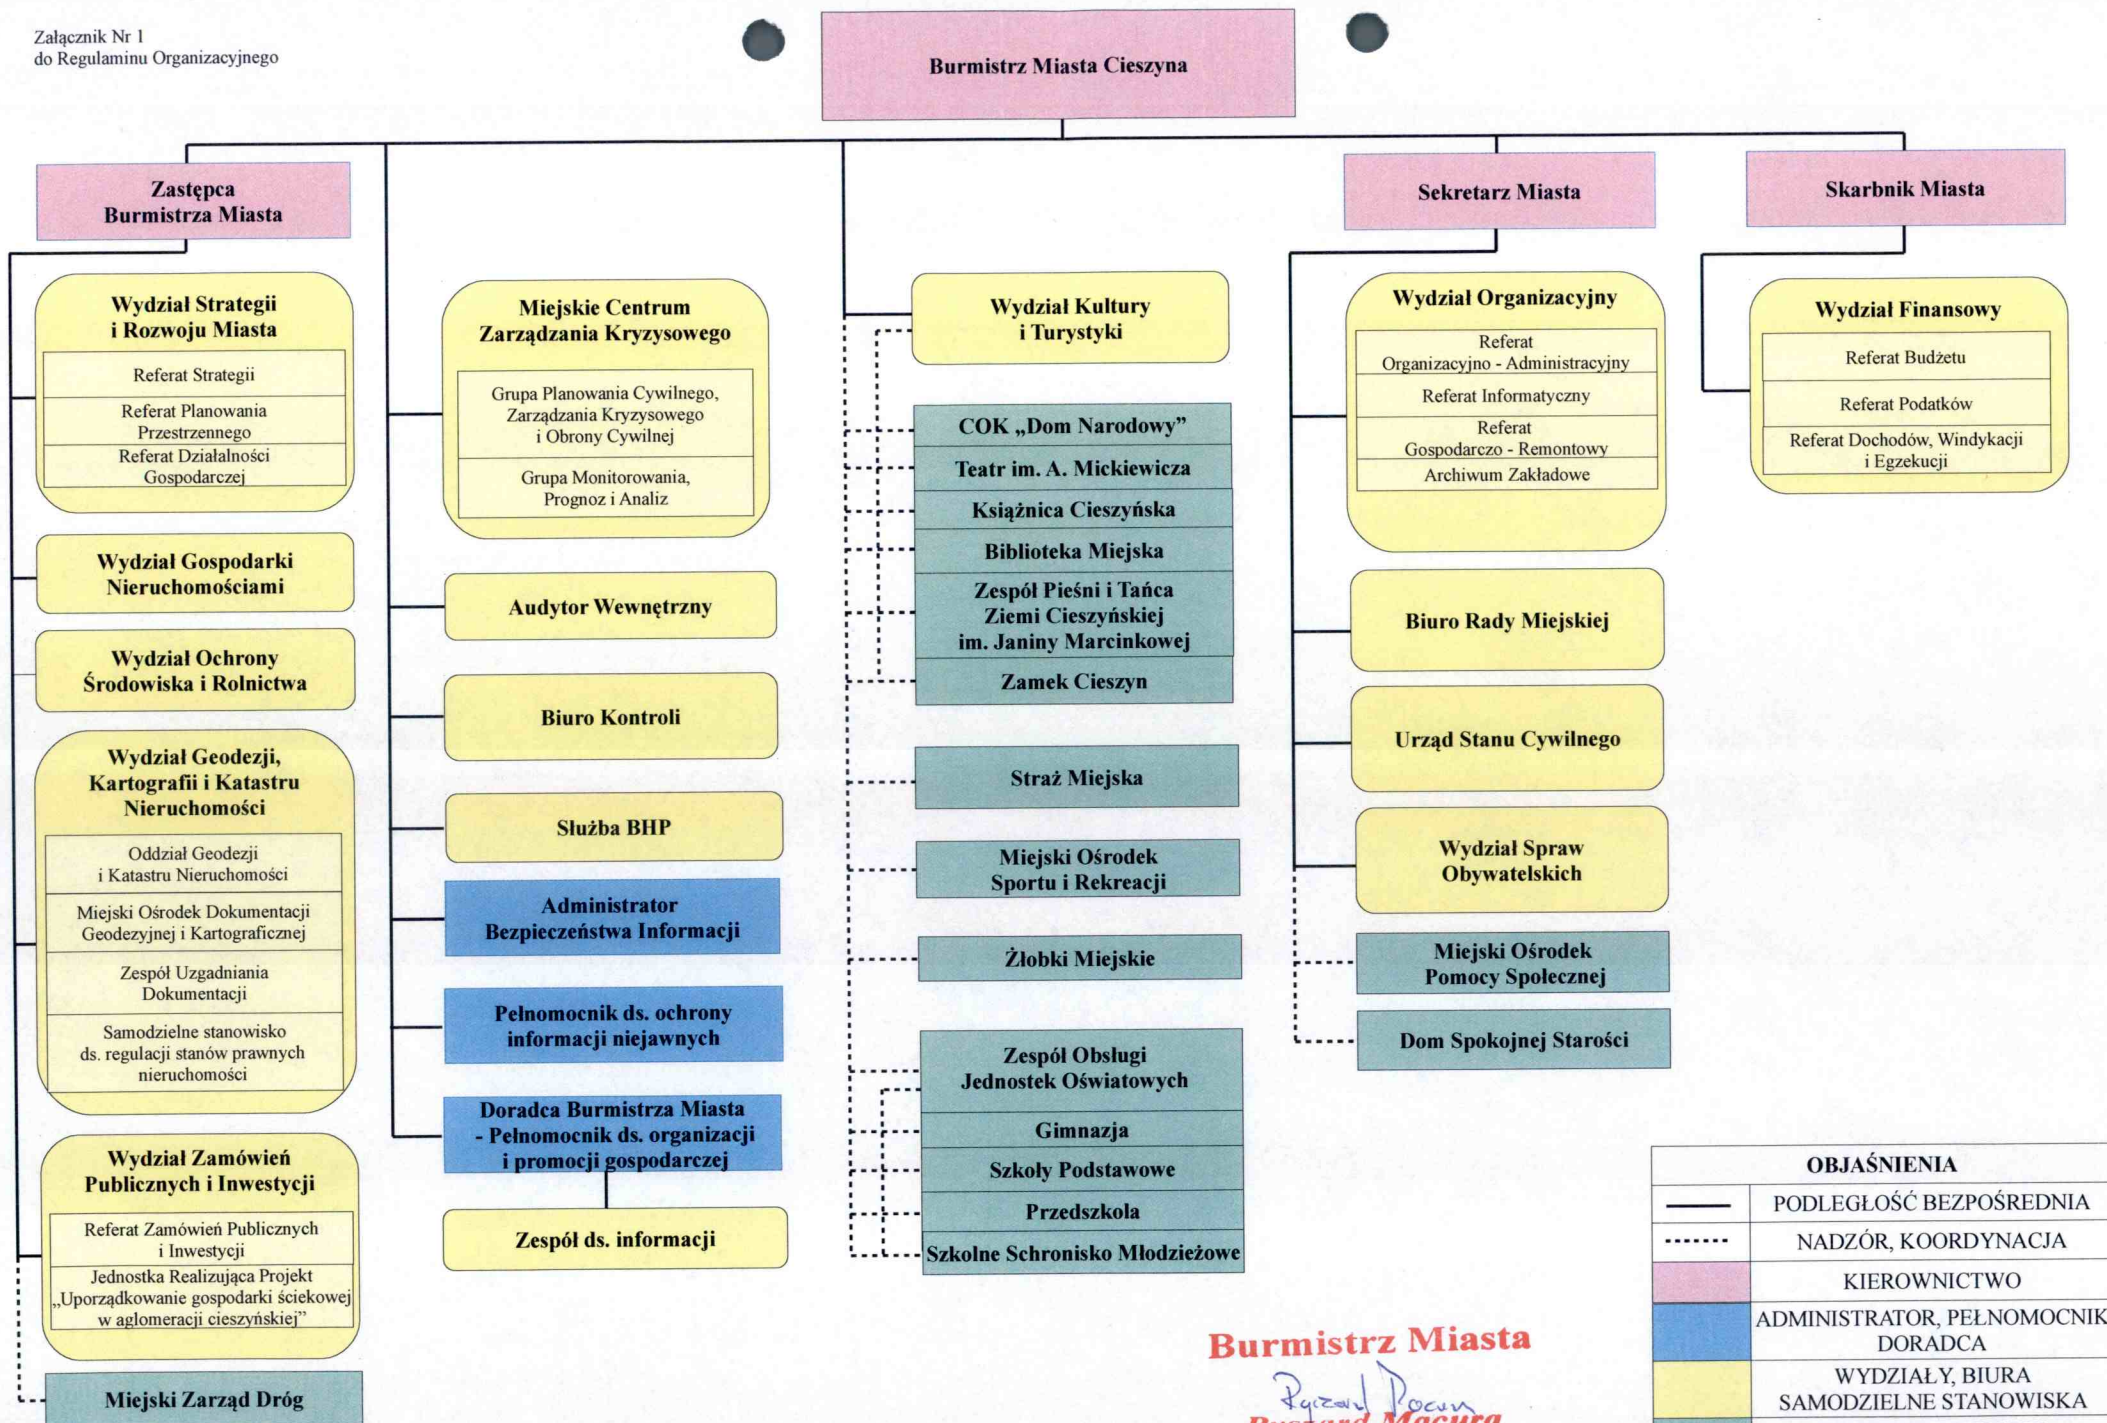 Załącznik Nr 1
do Regulaminu Organizacyjnego
Burmistrz Miasta Cieszyna
Zastępca
Burmistrza Miasta
Sekretarz Miasta
Skarbnik Miasta
Wydział Strategii
i Rozwoju Miasta
Referat Strategii
Referat Planowania
Przestrzennego
Referat Działalności
Gospodarczej
Wydział Gospodarki
Nieruchomościami
Wydział Ochrony
Środowiska i Rolnictwa
Wydział Geodezji,
Kartografii i Katastru
Nieruchomości
Oddział Geodezji
i Katastru Nieruchomości
Miejski Ośrodek Dokumentacji
Geodezyjnej i Kartograficznej
Zespół Uzgadniania
Dokumentacji
Samodzielne stanowisko
ds. regulacji stanów prawnych
nieruchomości
Wydział Zamówień
Publicznych i Inwestycji
Referat Zamówień Publicznych
i Inwestycji
Jednostka Realizująca Projekt
„Uporządkowanie gospodarki ściekowej
w aglomeracji cieszyńskiej”
Miejski Zarząd Dróg
Miejskie Centrum
Zarządzania Kryzysowego
Grupa Planowania Cywilnego,
Zarządzania Kryzysowego
i Obrony Cywilnej
Grupa Monitorowania,
Prognoz i Analiz
Audytor Wewnętrzny
Biuro Kontroli
Służba BHP
Administrator
Bezpieczeństwa Informacji
Pełnomocnik ds. ochrony
informacji niejawnych
Doradca Burmistrza Miasta
- Pełnomocnik ds. organizacji
i promocji gospodarczej
Zespół ds. informacji
Wydział Kultury
i Turystyki
COK „Dom Narodowy”
Teatr im. A. Mickiewicza
Książnica Cieszyńska
Biblioteka Miejska
Zespół Pieśni i Tańca
Ziemi Cieszyńskiej
im. Janiny Marcinkowej
Zamek Cieszyn
Straż Miejska
Miejski Ośrodek
Sportu i Rekreacji
Żłobki Miejskie
Zespół Obsługi
Jednostek Oświatowych
Gimnazja
Szkoły Podstawowe
Przedszkola
Szkolne Schronisko Młodzieżowe
Wydział Organizacyjny
Referat
Organizacyjno - Administracyjny
Referat Informatyczny
Referat
Gospodarczo - Remontowy
Archiwum Zakładowe
Biuro Rady Miejskiej
Urząd Stanu Cywilnego
Wydział Spraw
Obywatelskich
Miejski Ośrodek
Pomocy Społecznej
Dom Spokojnej Starości
Wydział Finansowy
Referat Budżetu
Referat Podatków
Referat Dochodów, Windykacji
i Egzekucji
OBJAŚNIENIA
PODLEGŁOŚĆ BEZPOŚREDNIA
NADZÓR, KOORDYNACJA
KIEROWNICTWO
ADMINISTRATOR, PEŁNOMOCNIK
DORADCA
WYDZIAŁY, BIURA
SAMODZIELNE STANOWISKA
Burmistrz Miasta
Ryszard Macura